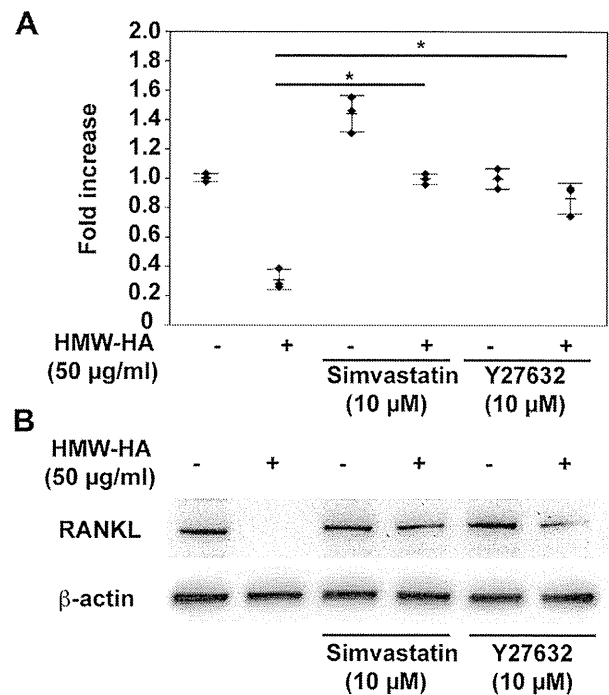 A
2.0
1.8
1.6
1.4
1.2
1.0
0.8
0.6
0.4
0.2
0
Fold increase
*
*
HMW-HA
(50 µg/ml)
- + - + - +
Simvastatin
(10 µM)
Y27632
(10 µM)
B
HMW-HA
(50 µg/ml)
- + - + - +
RANKL
β-actin
Simvastatin
(10 µM)
Y27632
(10 µM)